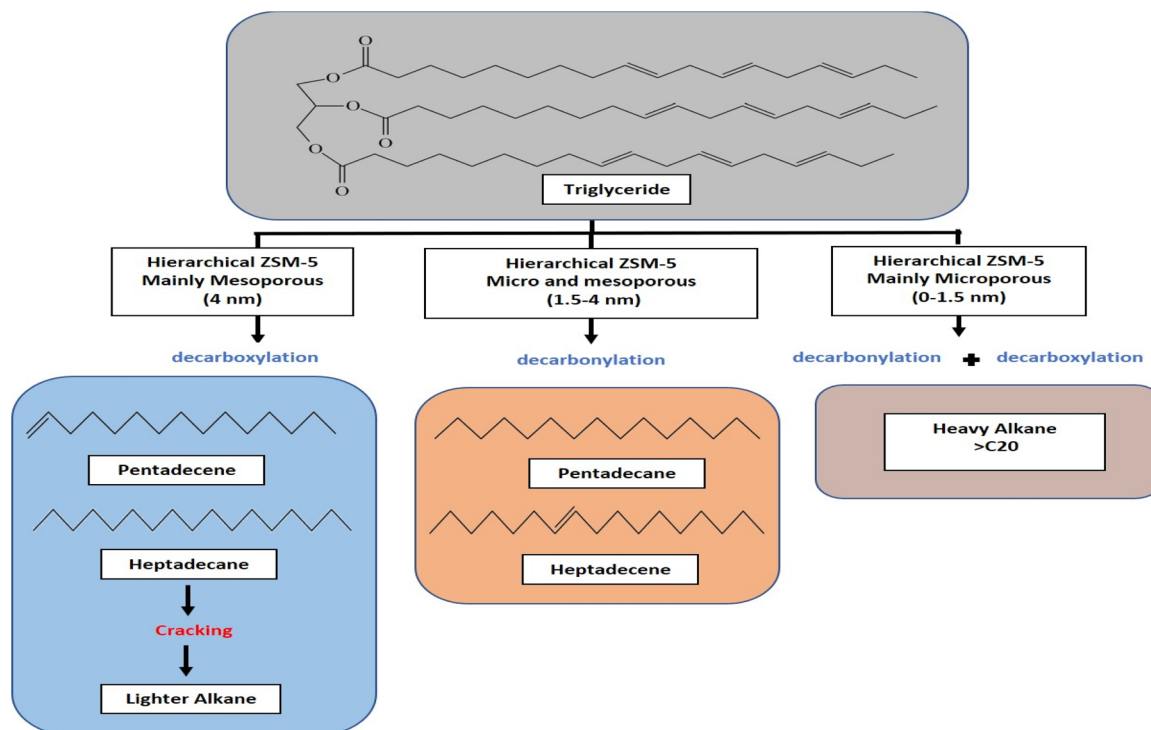 O
O
O
O
O
O
Triglyceride
Hierarchical ZSM-5
Mainly Mesoporous
(4 nm)
Hierarchical ZSM-5
Micro and mesoporous
(1.5-4 nm)
Hierarchical ZSM-5
Mainly Microporous
(0-1.5 nm)
decarboxylation
decarbonylation
decarbonylation + decarboxylation
Pentadecene
Heptadecane
Cracking
Lighter Alkane
Pentadecane
Heptadecene
Heavy Alkane
>C20